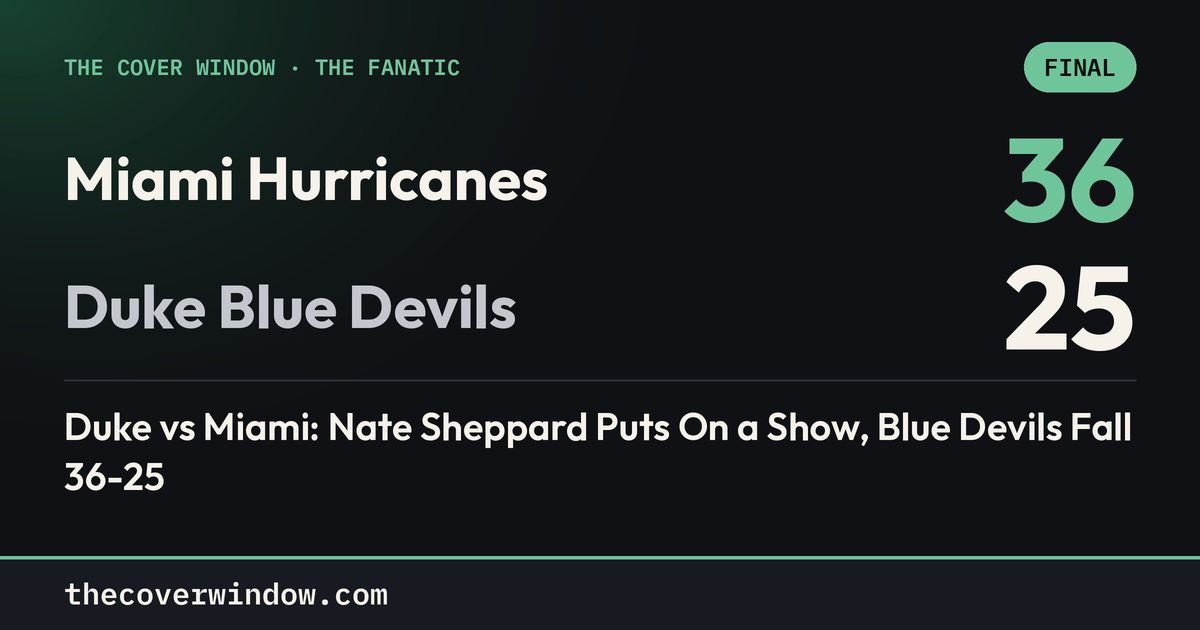 THE COVER WINDOW · THE FANATIC
FINAL
Miami Hurricanes
36
Duke Blue Devils
25
Duke vs Miami: Nate Sheppard Puts On a Show, Blue Devils Fall
36-25
thecoverwindow.com